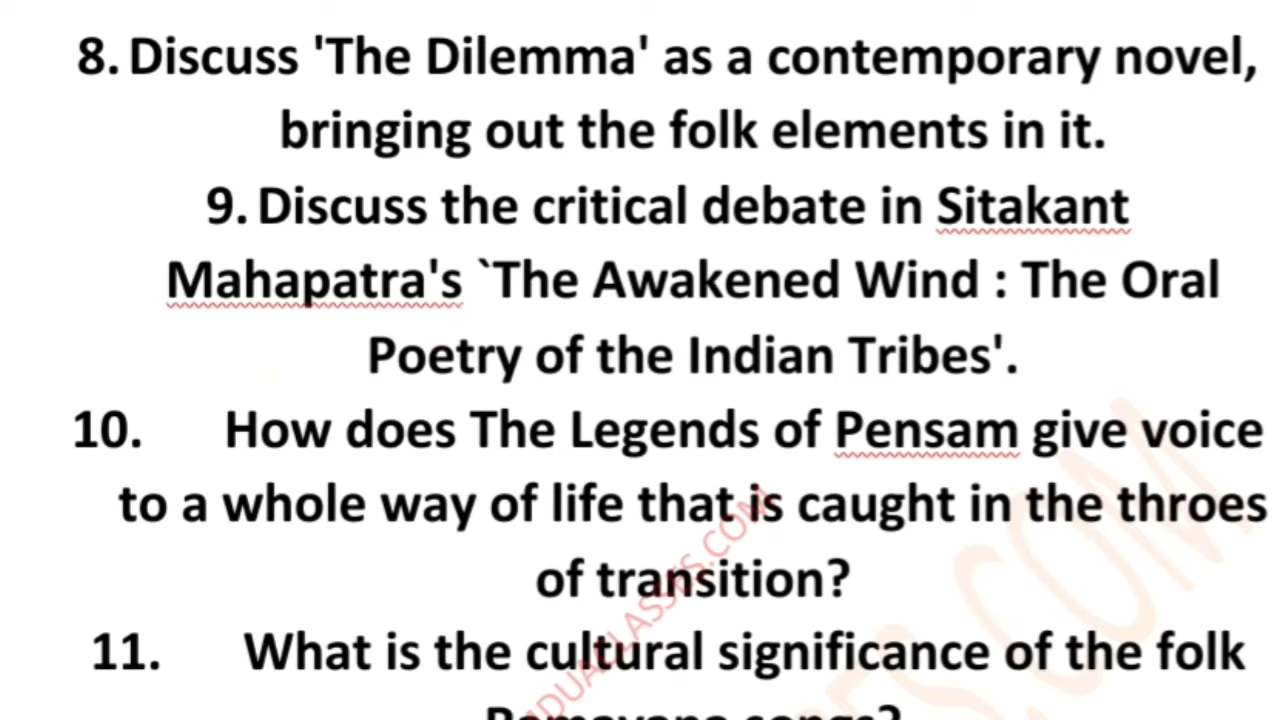 8. Discuss 'The Dilemma' as a contemporary novel,
bringing out the folk elements in it.
9. Discuss the critical debate in Sitakant
Mahapatra's `The Awakened Wind : The Oral
Poetry of the Indian Tribes'.
10. How does The Legends of Pensam give voice
to a whole way of life that is caught in the throes
of transition?
11. What is the cultural significance of the folk
Ramayana songs?